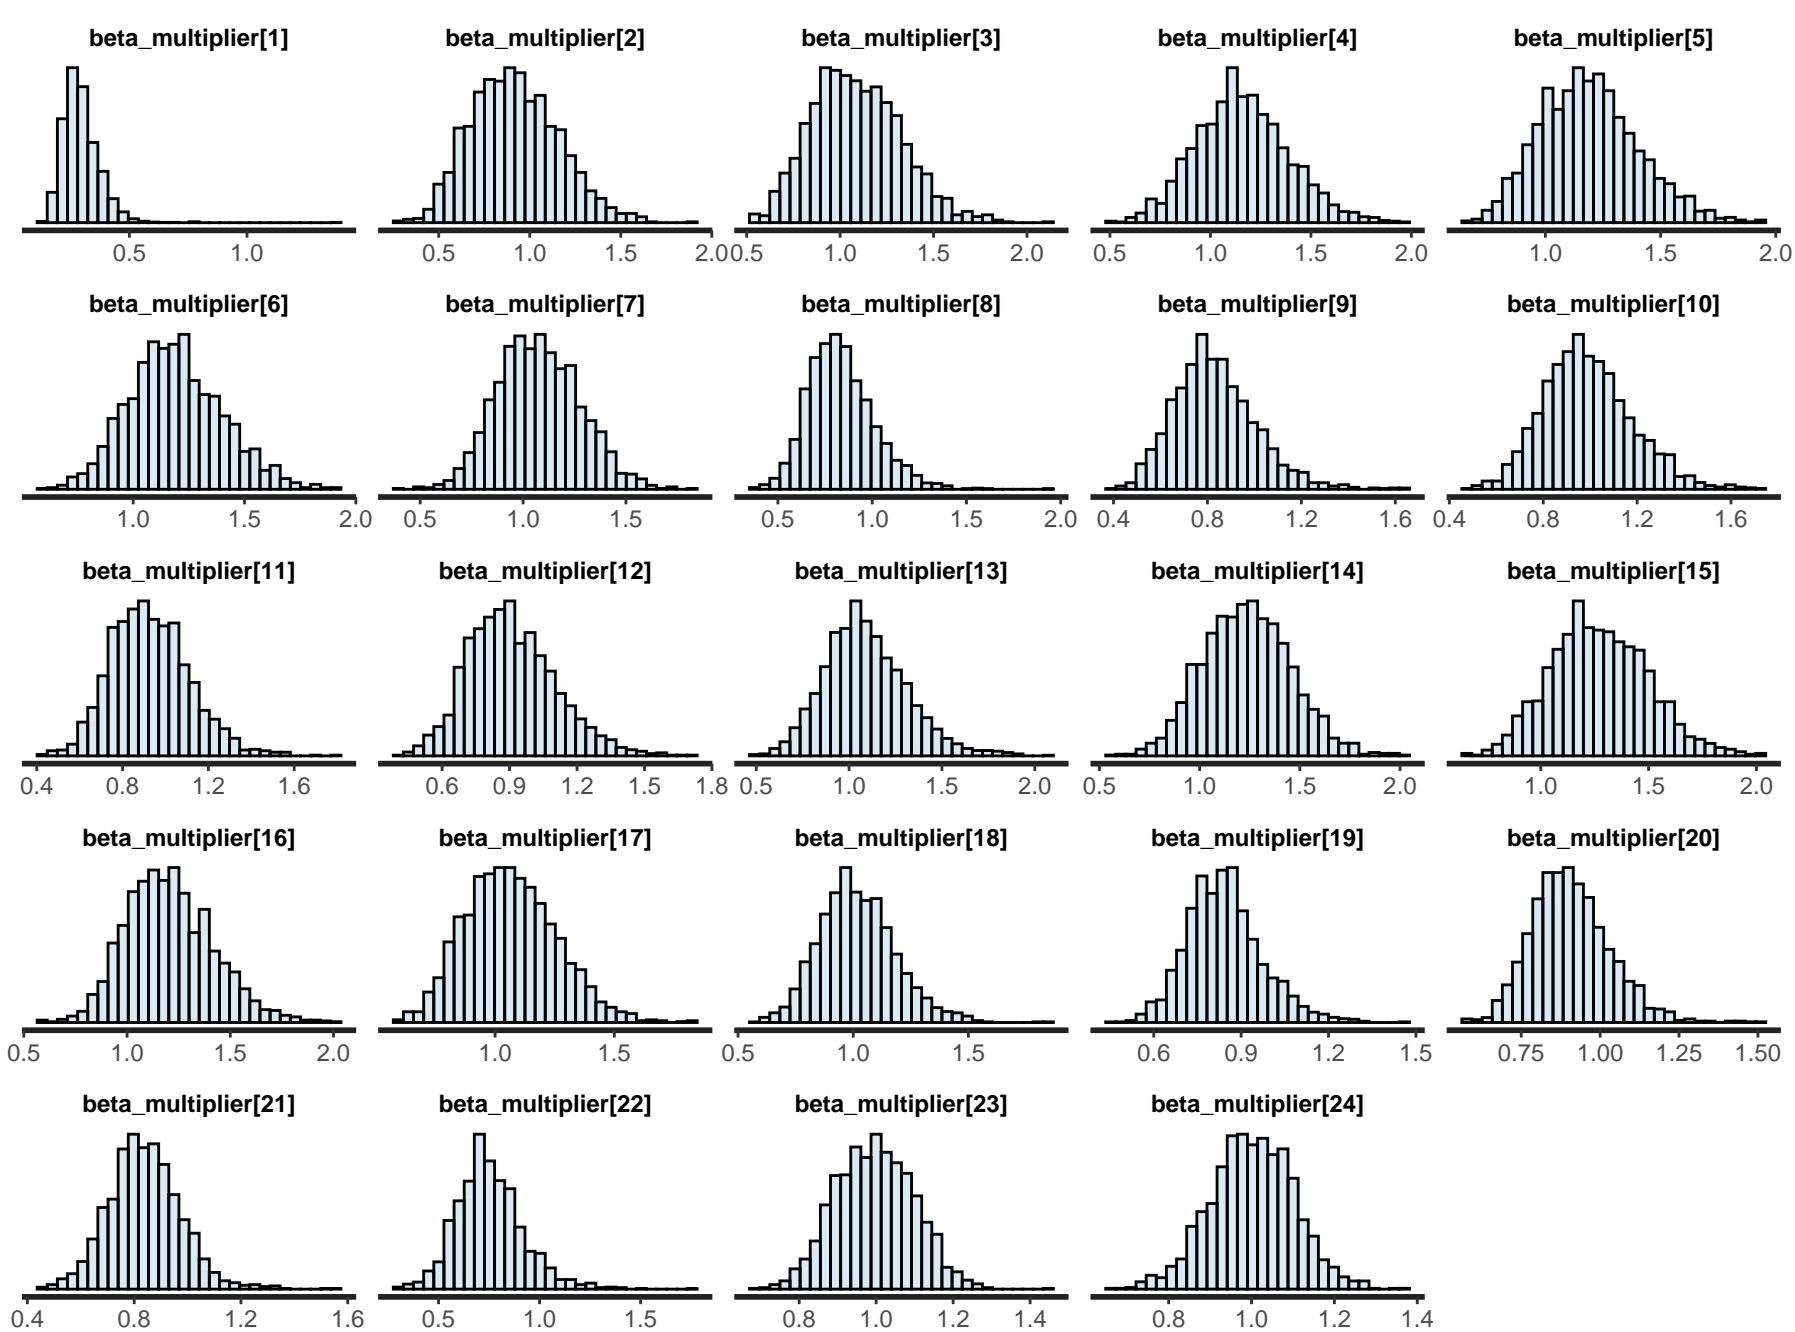 beta_multiplier[1] beta_multiplier[2] beta_multiplier[3] beta_multiplier[4] beta_multiplier[5]
0.5 1.0 0.5 1.0 1.5 2.0 0.5 1.0 1.5 2.0 0.5 1.0 1.5 2.0 1.0 1.5 2.0
beta_multiplier[6] beta_multiplier[7] beta_multiplier[8] beta_multiplier[9] beta_multiplier[10]
1.0 1.5 2.0 0.5 1.0 1.5 0.5 1.0 1.5 2.0 0.4 0.8 1.2 1.6 0.4 0.8 1.2 1.6
beta_multiplier[11] beta_multiplier[12] beta_multiplier[13] beta_multiplier[14] beta_multiplier[15]
0.4 0.8 1.2 1.6 0.6 0.9 1.2 1.5 1.8 0.5 1.0 1.5 2.0 0.5 1.0 1.5 2.0 1.0 1.5 2.0
beta_multiplier[16] beta_multiplier[17] beta_multiplier[18] beta_multiplier[19] beta_multiplier[20]
0.5 1.0 1.5 2.0 1.0 1.5 0.5 1.0 1.5 0.6 0.9 1.2 1.5 0.75 1.00 1.25 1.50
beta_multiplier[21] beta_multiplier[22] beta_multiplier[23] beta_multiplier[24]
0.4 0.8 1.2 1.6 0.5 1.0 1.5 0.8 1.0 1.2 1.4 0.8 1.0 1.2 1.4